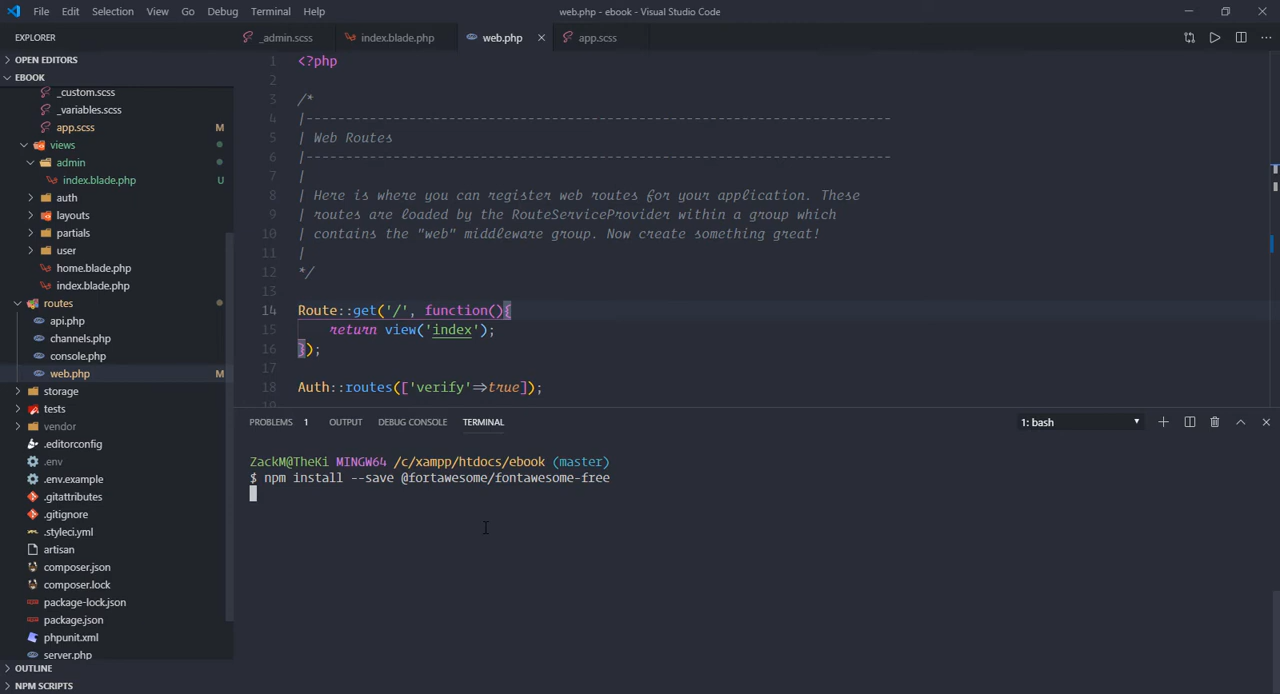 File Edit Selection View Go Debug Terminal Help
web.php - ebook - Visual Studio Code
EXPLORER
OPEN EDITORS
EBOOK
_custom.scss
_variables.scss
app.scss M
views
admin
index.blade.php U
auth
layouts
partials
user
home.blade.php
index.blade.php
routes
api.php
channels.php
console.php
web.php M
storage
tests
vendor
.editorconfig
.env
.env.example
.gitattributes
.gitignore
.styleci.yml
artisan
composer.json
composer.lock
package-lock.json
package.json
phpunit.xml
server.php
OUTLINE
NPM SCRIPTS
_admin.scss index.blade.php web.php app.scss
1 <?php
2
3 /*
4 |--------------------------------------------------------------------------
5 | Web Routes
6 |--------------------------------------------------------------------------
7 |
8 | Here is where you can register web routes for your application. These
9 | routes are loaded by the RouteServiceProvider within a group which
10 | contains the "web" middleware group. Now create something great!
11 |
12 */
13
14 Route::get('/', function(){
15 return view('index');
16 });
17
18 Auth::routes(['verify'=>true]);
PROBLEMS 1 OUTPUT DEBUG CONSOLE TERMINAL 1: bash
ZackM@TheKi MINGW64 /c/xampp/htdocs/ebook (master)
$ npm install --save @fortawesome/fontawesome-free